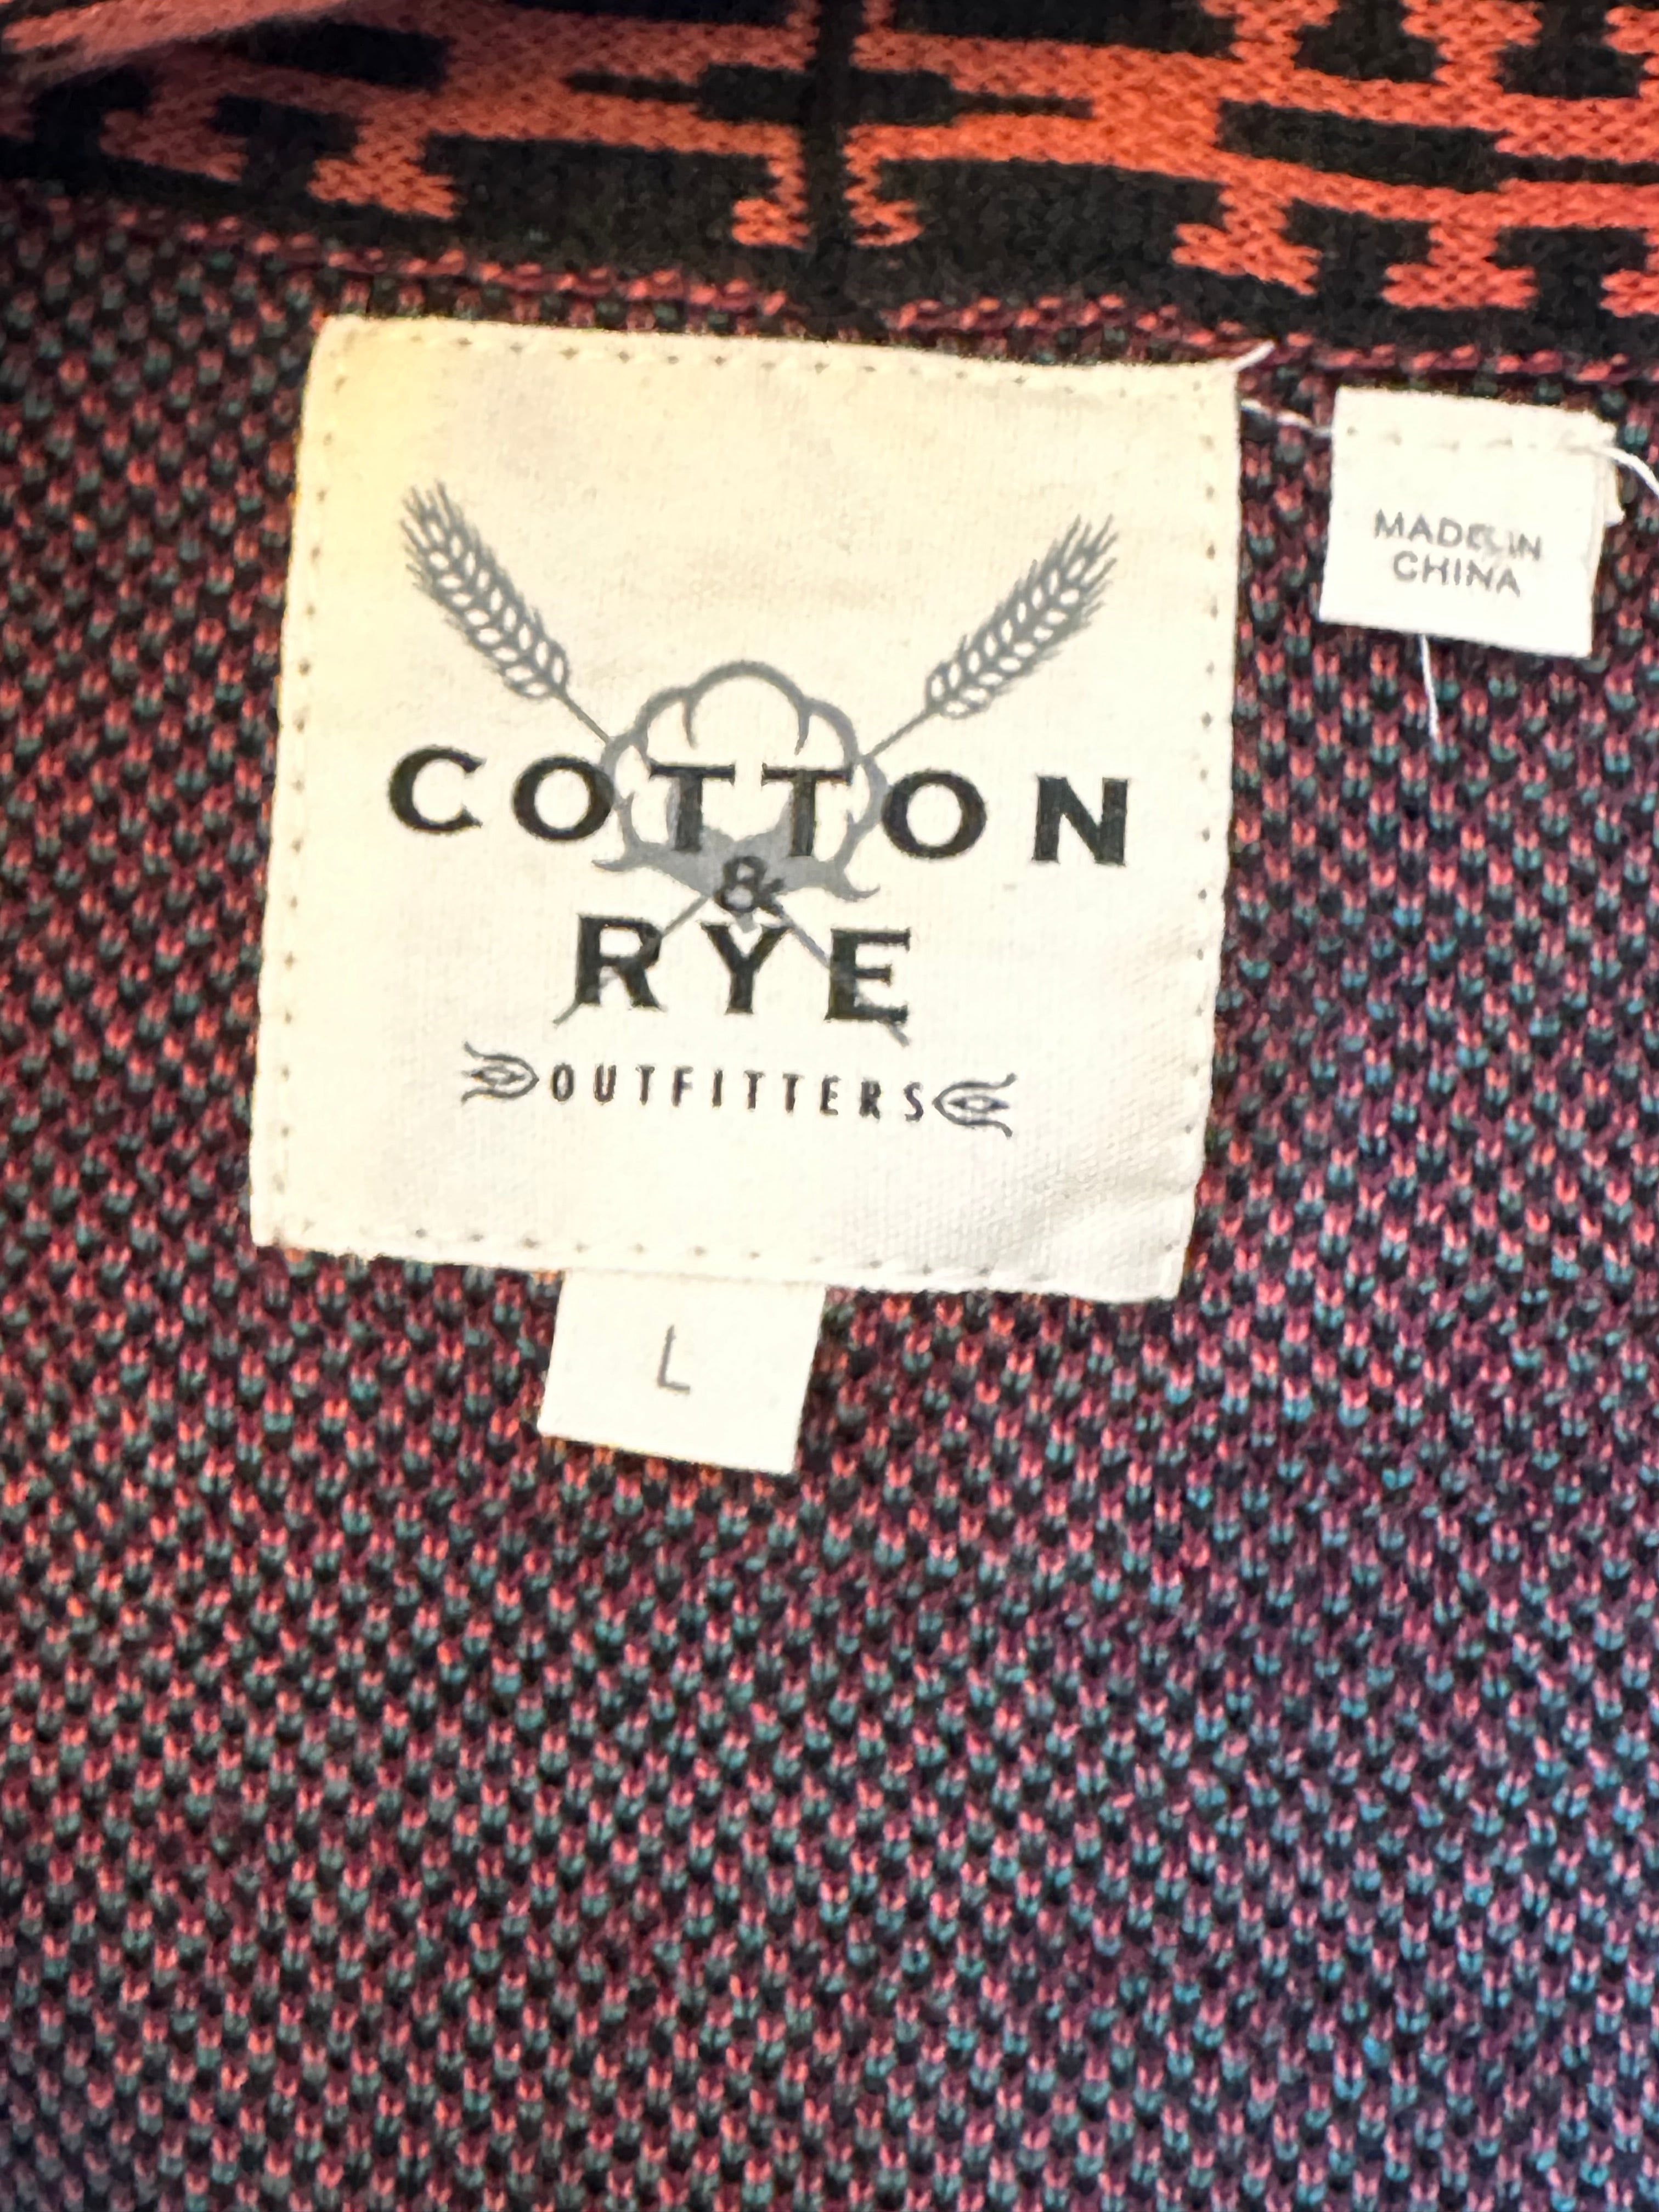 COTTON
&
RYE
OUTFITTERS
L
MADE IN
CHINA